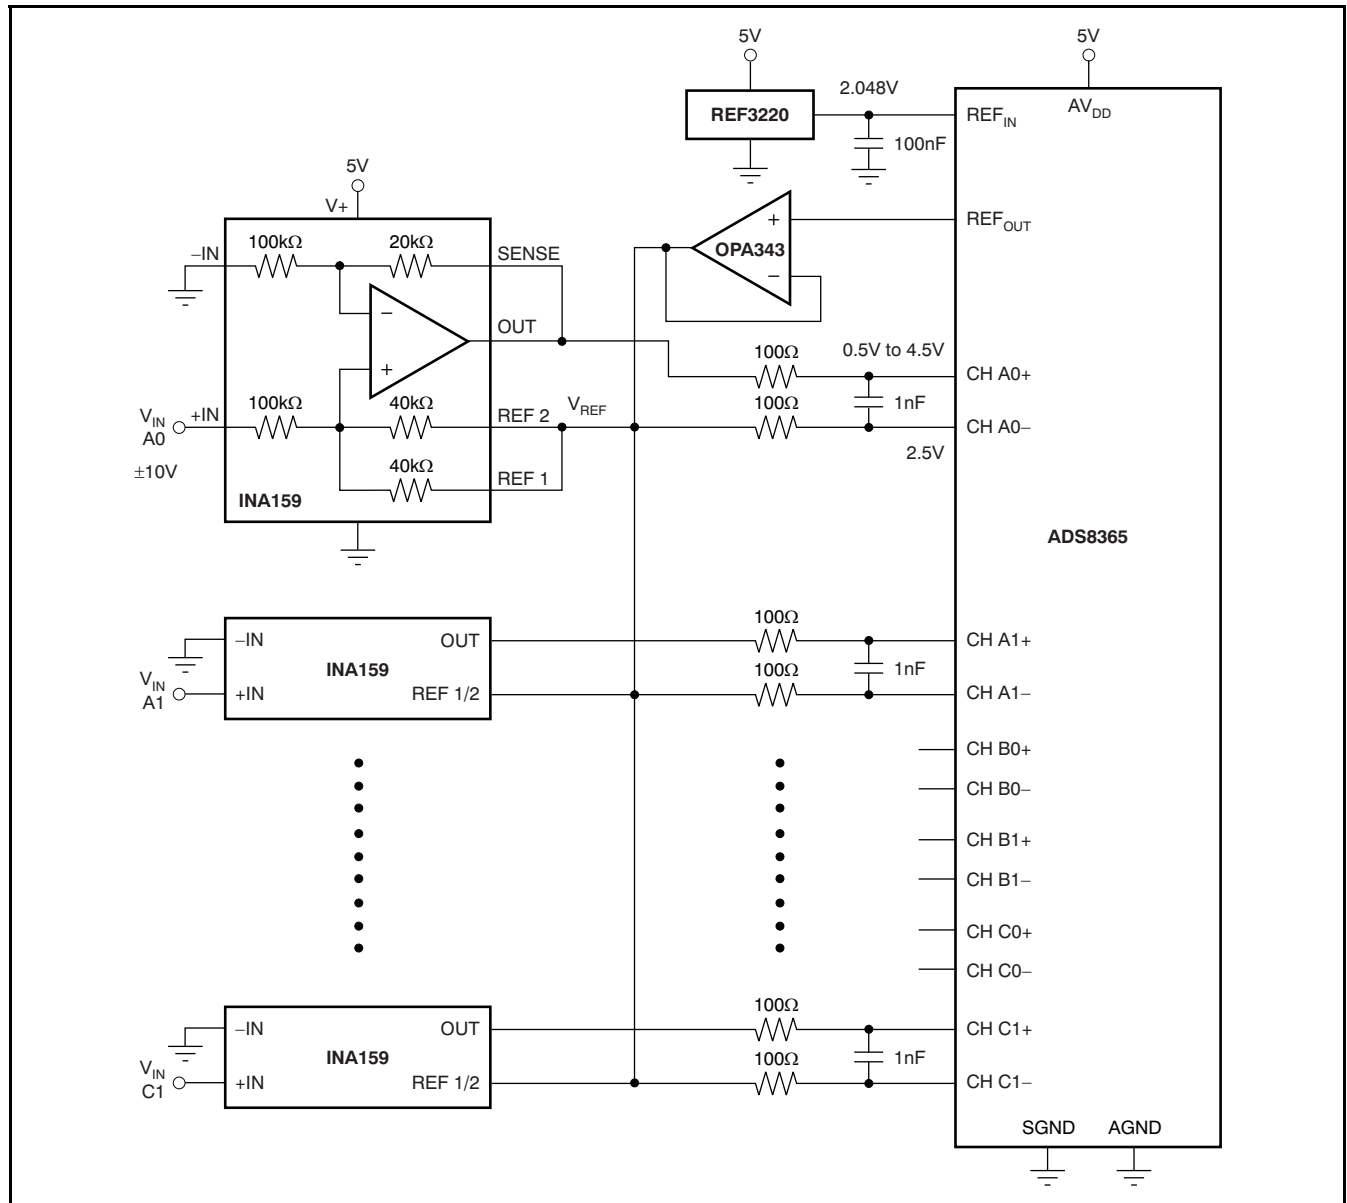 5V
5V
REF3220
2.048V
100nF
REF_IN
AV_DD
5V
V+
100kΩ
20kΩ
−IN
SENSE
+
OPA343
−
REF_OUT
−
OUT
+
100Ω
0.5V to 4.5V
CH A0+
1nF
V_IN
A0
+IN
100kΩ
40kΩ
REF 2
V_REF
100Ω
CH A0−
±10V
2.5V
40kΩ
REF 1
INA159
ADS8365
100Ω
−IN
OUT
CH A1+
INA159
1nF
100Ω
V_IN
A1
+IN
REF 1/2
CH A1−
CH B0+
CH B0−
CH B1+
CH B1−
CH C0+
CH C0−
100Ω
−IN
OUT
CH C1+
INA159
1nF
100Ω
V_IN
C1
+IN
REF 1/2
CH C1−
SGND
AGND